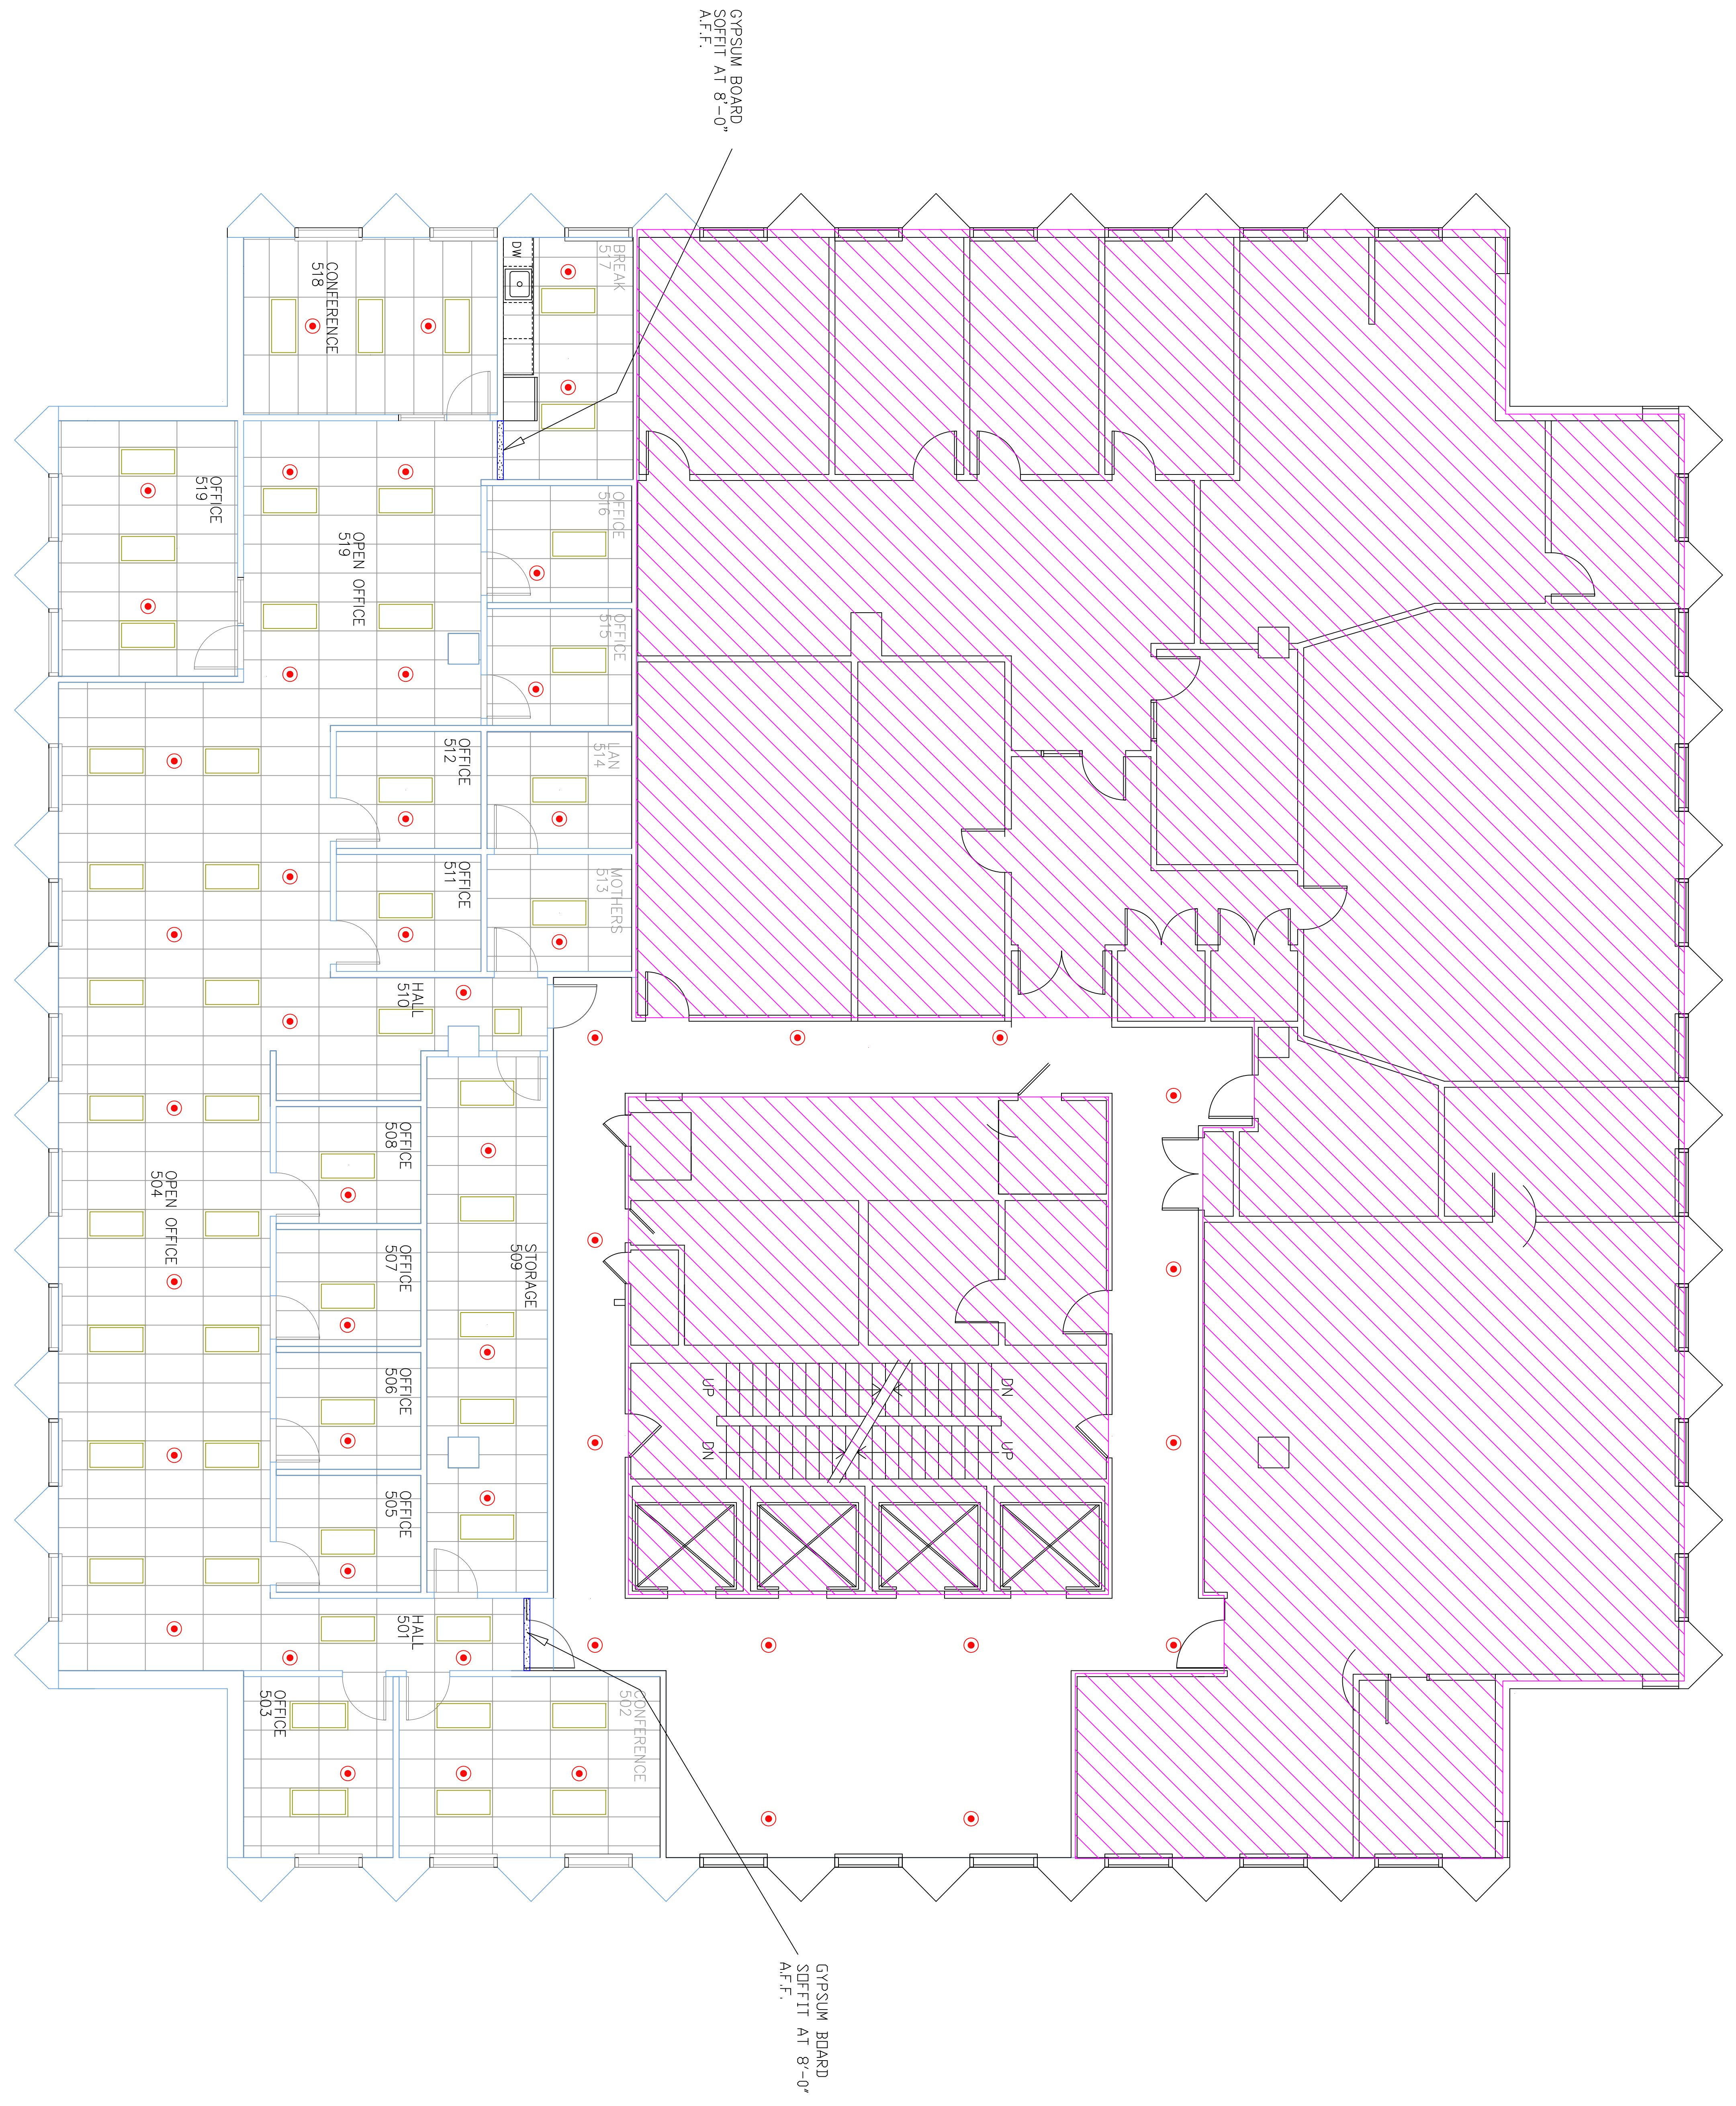 GYPSUM BOARD
SOFFIT AT 8'-0"
A.F.F.
DW
BREAK
517
CONFERENCE
518
OFFICE
519
OPEN OFFICE
519
OFFICE
516
OFFICE
515
OFFICE
512
LAN
514
OFFICE
511
MOTHERS
513
HALL
510
OFFICE
508
OPEN OFFICE
504
OFFICE
507
STORAGE
509
OFFICE
506
OFFICE
505
UP
DN
DN
UP
HALL
501
OFFICE
503
CONFERENCE
502
GYPSUM BOARD
SOFFIT AT 8'-0"
A.F.F.